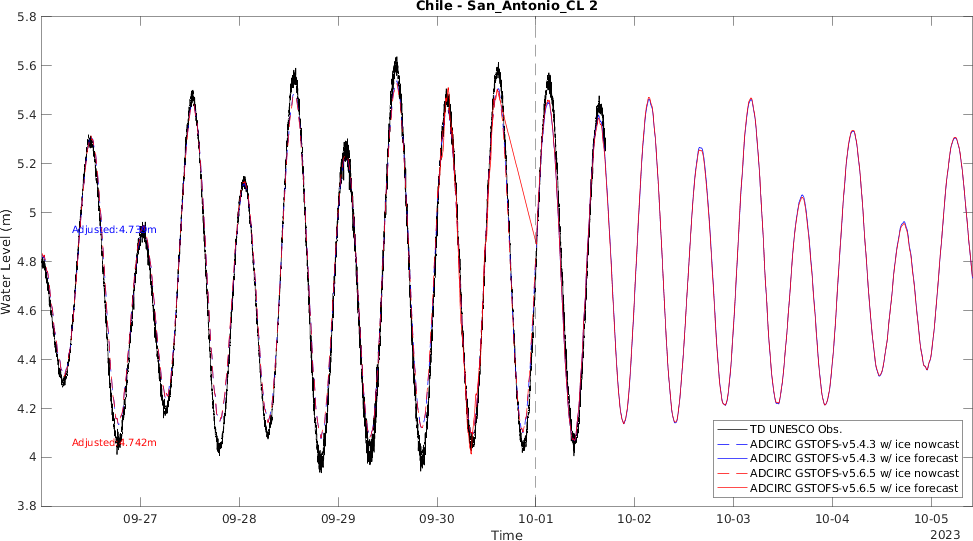 Chile - San_Antonio_CL 2
5.8
5.6
5.4
5.2
5
4.8
4.6
4.4
4.2
4
3.8
Water Level (m)
Adjusted:4.739m
Adjusted:4.742m
TD UNESCO Obs.
ADCIRC GSTOFS-v5.4.3 w/ ice nowcast
ADCIRC GSTOFS-v5.4.3 w/ ice forecast
ADCIRC GSTOFS-v5.6.5 w/ ice nowcast
ADCIRC GSTOFS-v5.6.5 w/ ice forecast
09-27 09-28 09-29 09-30 10-01 10-02 10-03 10-04 10-05
Time
2023